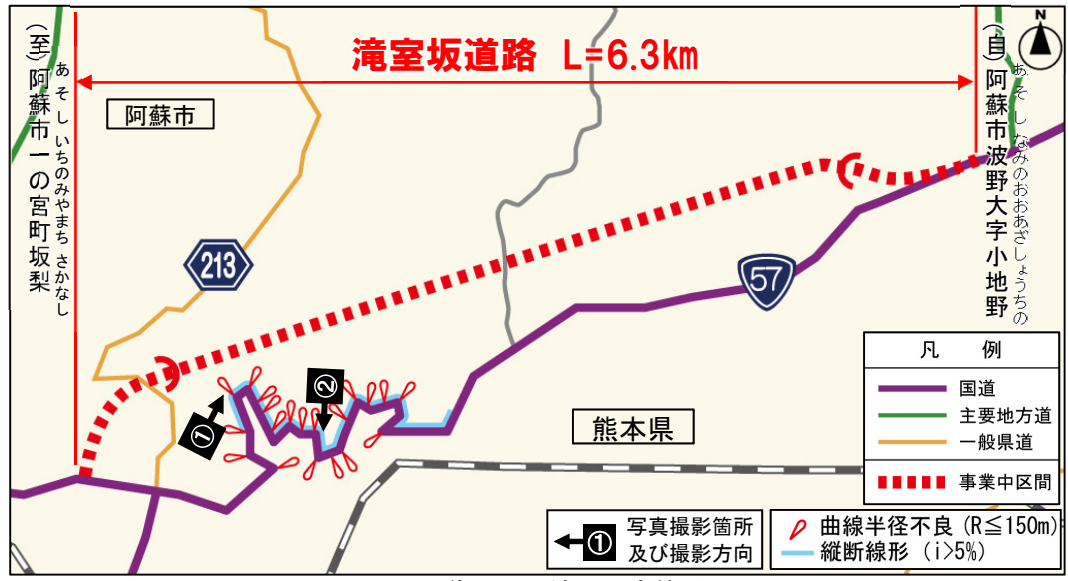 滝室坂道路 L=6.3km
(至)阿蘇市一の宮町坂梨
あそしいちのみやまちさかなし
(自)阿蘇市波野大字小地野
あそしなみのおおあざしょうちの
N
阿蘇市
213
57
①
②
熊本県
凡 例
国道
主要地方道
一般県道
事業中区間
①
写真撮影箇所
及び撮影方向
曲線半径不良(R≦150m)
縦断線形(i>5%)